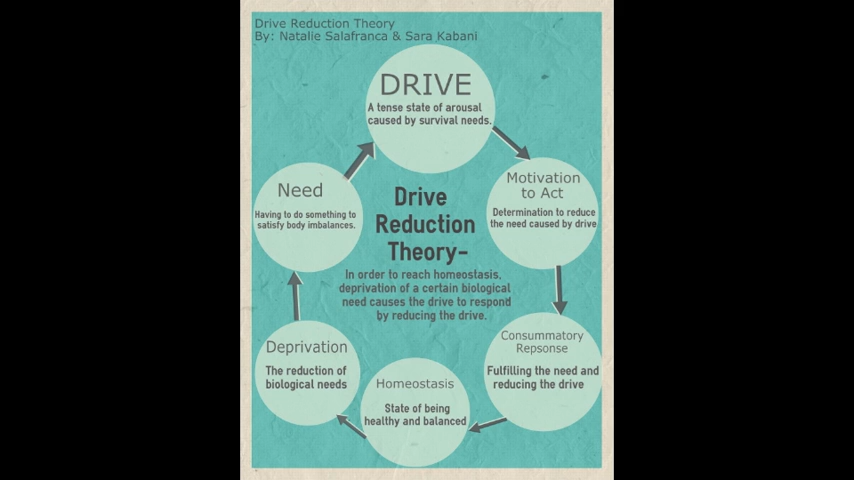 Drive Reduction Theory
By: Natalie Salafranca & Sara Kabani
DRIVE
A tense state of arousal
caused by survival needs.
Motivation
to Act
Determination to reduce
the need caused by drive
Consummatory
Repsonse
Fulfilling the need and
reducing the drive
Homeostasis
State of being
healthy and balanced
Deprivation
The reduction of
biological needs
Need
Having to do something to
satisfy body imbalances.
Drive
Reduction
Theory-
In order to reach homeostasis,
deprivation of a certain biological
need causes the drive to respond
by reducing the drive.